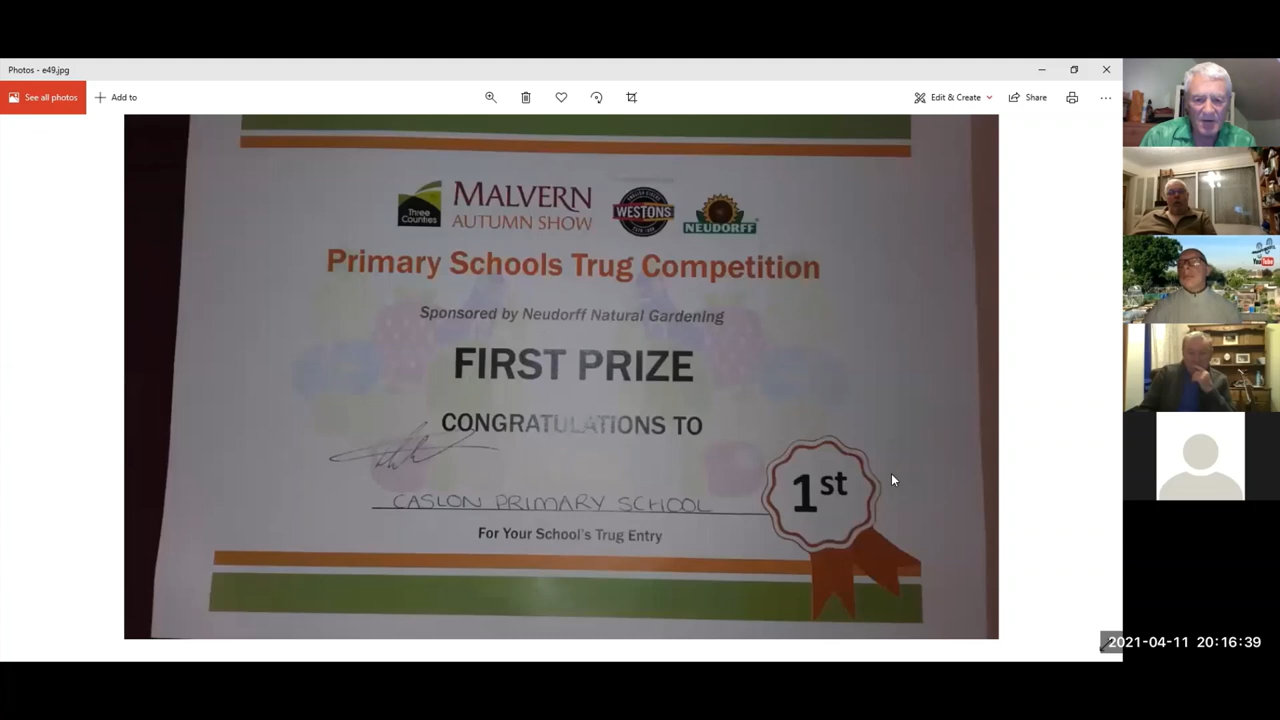 Photos - e49.jpg
See all photos
Add to
Edit & Create
Share
Three
Counties
MALVERN
AUTUMN SHOW
WESTONS
NEUDORFF
Primary Schools Trug Competition
Sponsored by Neudorff Natural Gardening
FIRST PRIZE
CONGRATULATIONS TO
CASLON PRIMARY SCHOOL
1st
For Your School's Trug Entry
You Tube
2021-04-11 20:16:39